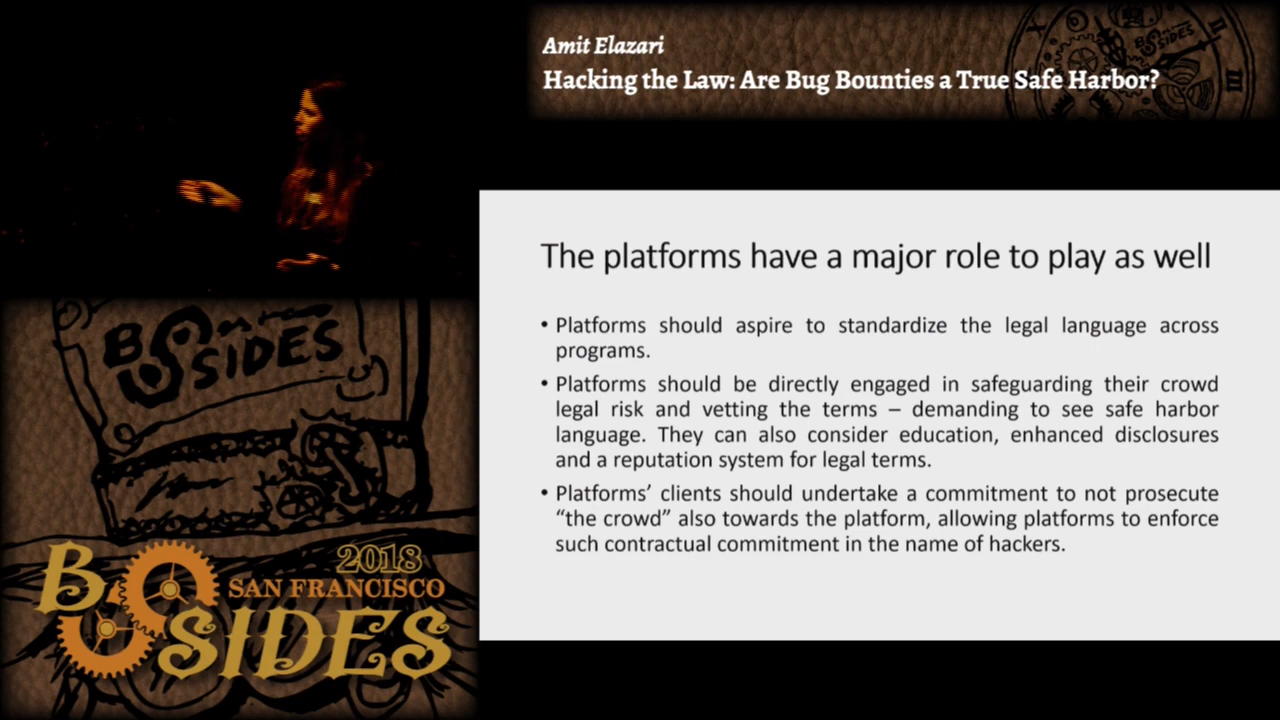 Amit Elazari
Hacking the Law: Are Bug Bounties a True Safe Harbor?
BSIDES
The platforms have a major role to play as well
• Platforms should aspire to standardize the legal language across
programs.
• Platforms should be directly engaged in safeguarding their crowd
legal risk and vetting the terms – demanding to see safe harbor
language. They can also consider education, enhanced disclosures
and a reputation system for legal terms.
• Platforms’ clients should undertake a commitment to not prosecute
“the crowd” also towards the platform, allowing platforms to enforce
such contractual commitment in the name of hackers.
BSIDES
2018
SAN FRANCISCO
BSIDES